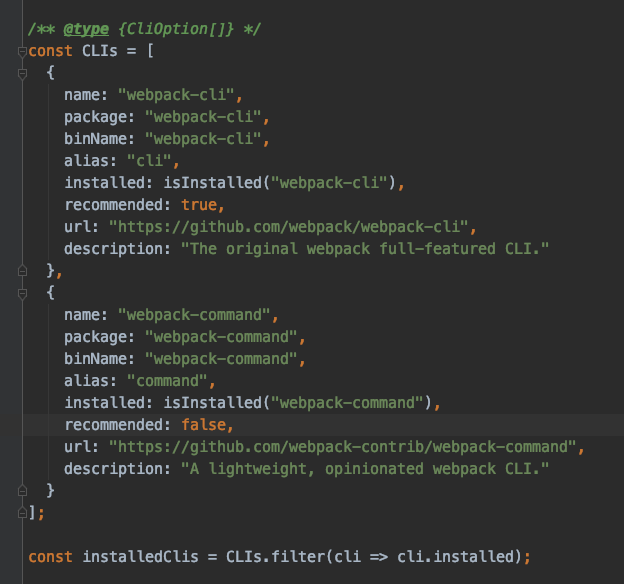 /** @type {CliOption[]} */
const CLIs = [
  {
    name: "webpack-cli",
    package: "webpack-cli",
    binName: "webpack-cli",
    alias: "cli",
    installed: isInstalled("webpack-cli"),
    recommended: true,
    url: "https://github.com/webpack/webpack-cli",
    description: "The original webpack full-featured CLI."
  },
  {
    name: "webpack-command",
    package: "webpack-command",
    binName: "webpack-command",
    alias: "command",
    installed: isInstalled("webpack-command"),
    recommended: false,
    url: "https://github.com/webpack-contrib/webpack-command",
    description: "A lightweight, opinionated webpack CLI."
  }
];

const installedClis = CLIs.filter(cli => cli.installed);